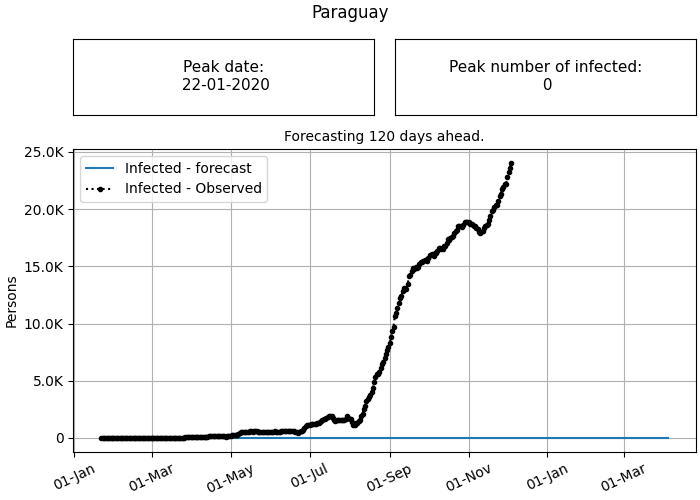 Paraguay
Peak date:
22-01-2020
Peak number of infected:
0
Forecasting 120 days ahead.
25.0K
20.0K
15.0K
10.0K
5.0K
0
Persons
Infected - forecast
Infected - Observed
01-Jan
01-Mar
01-May
01-Jul
01-Sep
01-Nov
01-Jan
01-Mar